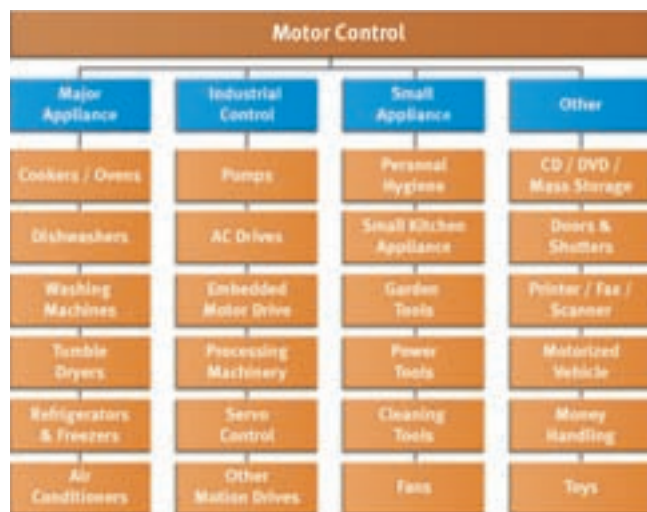 Motor Control
Major
Appliance
Industrial
Control
Small
Appliance
Other
Cookers / Ovens
Pumps
Personal
Hygiene
CD / DVD /
Mass Storage
Dishwashers
AC Drives
Small Kitchen
Appliance
Doors &
Shutters
Washing
Machines
Embedded
Motor Drive
Garden
Tools
Printer / Fax /
Scanner
Tumble
Dryers
Processing
Machinery
Power
Tools
Motorized
Vehicle
Refrigerators
& Freezers
Servo
Control
Cleaning
Tools
Money
Handling
Air
Conditioners
Other
Motion Drives
Fans
Toys